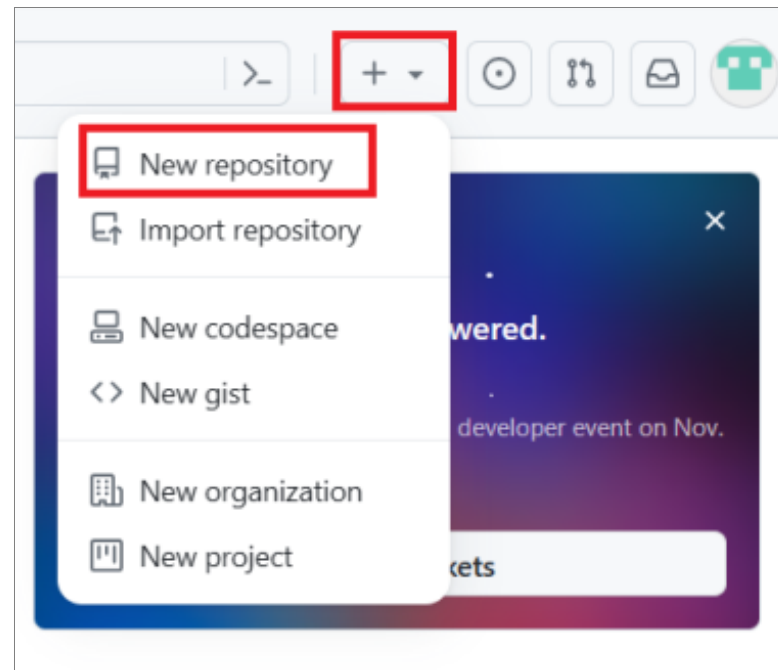 New repository
Import repository
New codespace
wered.
New gist
developer event on Nov.
New organization
New project
kets